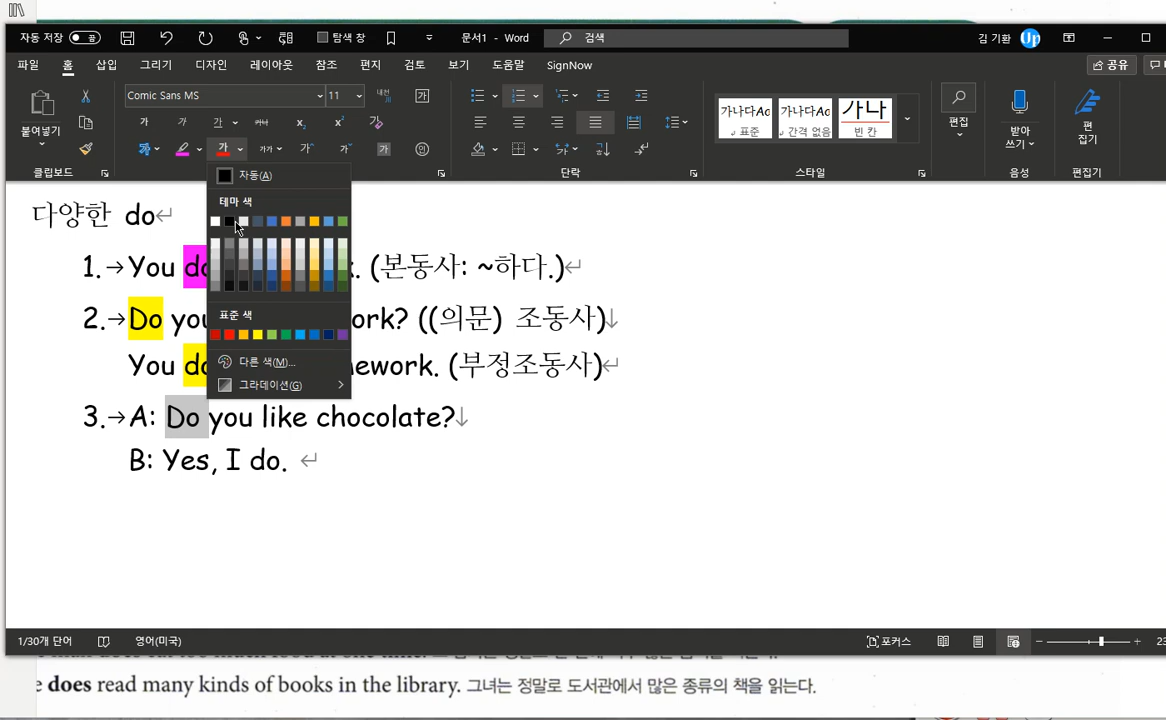 자동 저장
탐색 창
문서1 - Word
검색
김 기환
Up
파일 홈 삽입 그리기 디자인 레이아웃 참조 편지 검토 보기 도움말 SignNow
공유
붙여넣기
Comic Sans MS 11
내천
가나다AaC
표준
가나다AaC
간격 없음
가나
빈 칸
편집
받아
쓰기
편
집기
클립보드
단락
스타일
음성
편집기
자동(A)
테마 색
표준 색
다른 색(M)...
그라데이션(G)
다양한 do
1. You do k. (본동사: ~하다.)
2. Do you ork? ((의문) 조동사)
You do ework. (부정조동사)
3. A: Do you like chocolate?
B: Yes, I do.
1/30개 단어
영어(미국)
포커스
23
e does read many kinds of books in the library. 그녀는 정말로 도서관에서 많은 종류의 책을 읽는다.